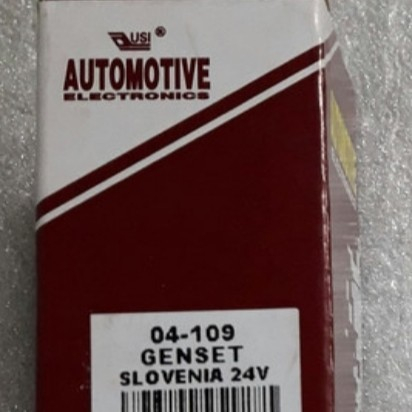 USI ®
AUTOMOTIVE
ELECTRONICS
04-109
GENSET
SLOVENIA 24V